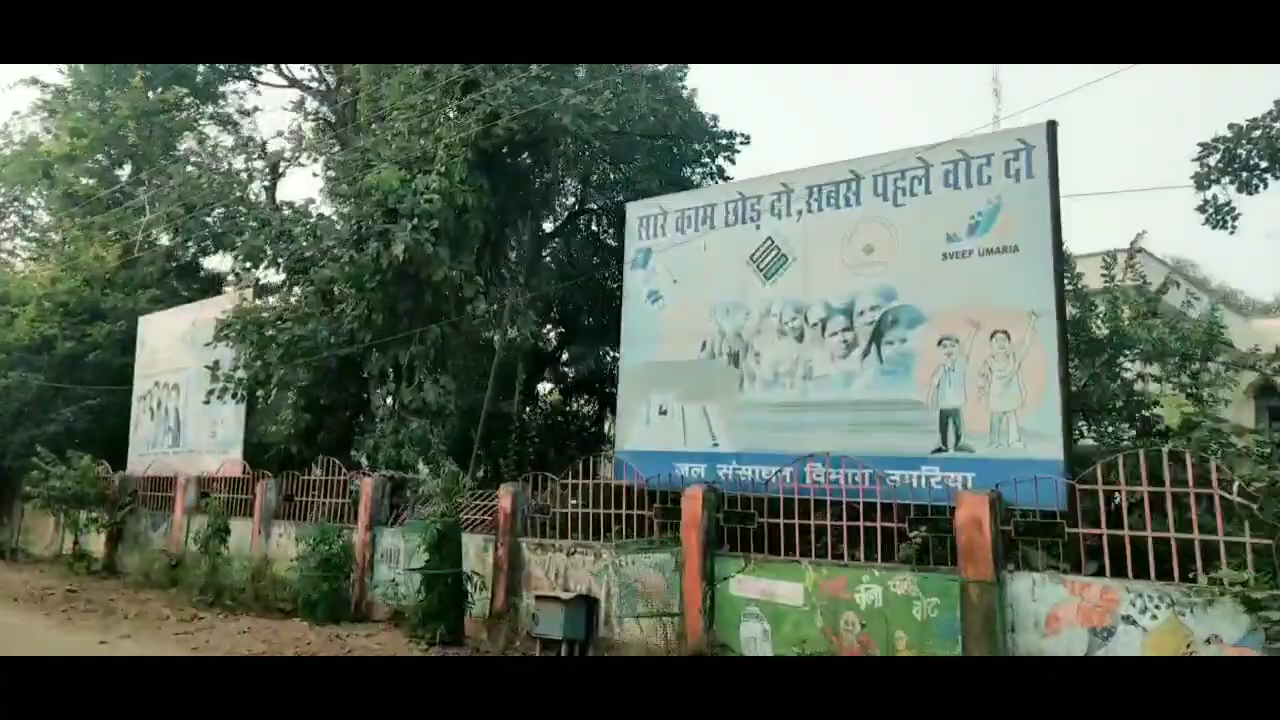 सारे काम छोड़ दो, सबसे पहले वोट दो
SVEEP UMARIA
जल संसाधन विभाग उमरिया
वोट